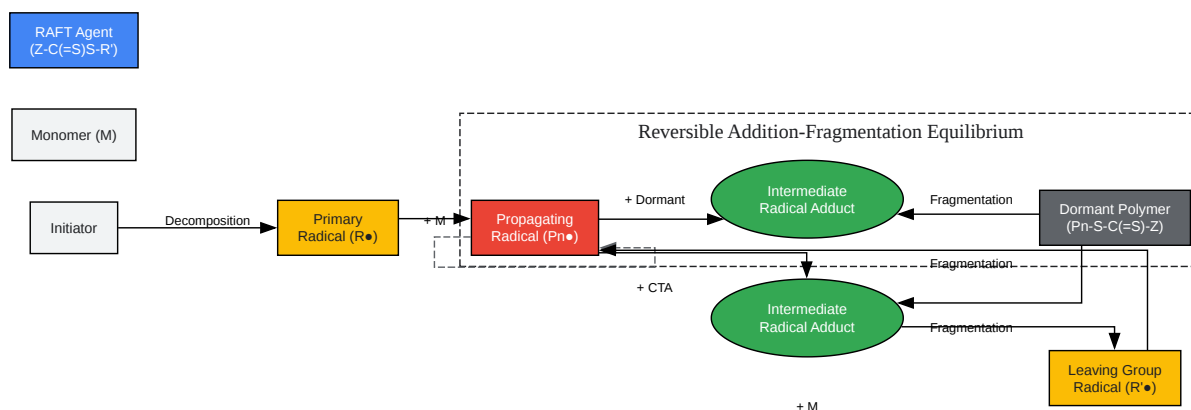 RAFT Agent
(Z-C(=S)S-R')
Monomer (M)
Reversible Addition-Fragmentation Equilibrium
Initiator
Decomposition
Primary
Radical (R●)
+ M
Propagating
Radical (Pn●)
+ Dormant
Intermediate
Radical Adduct
Fragmentation
Dormant Polymer
(Pn-S-C(=S)-Z)
Fragmentation
+ CTA
Intermediate
Radical Adduct
Fragmentation
Leaving Group
Radical (R'●)
+ M